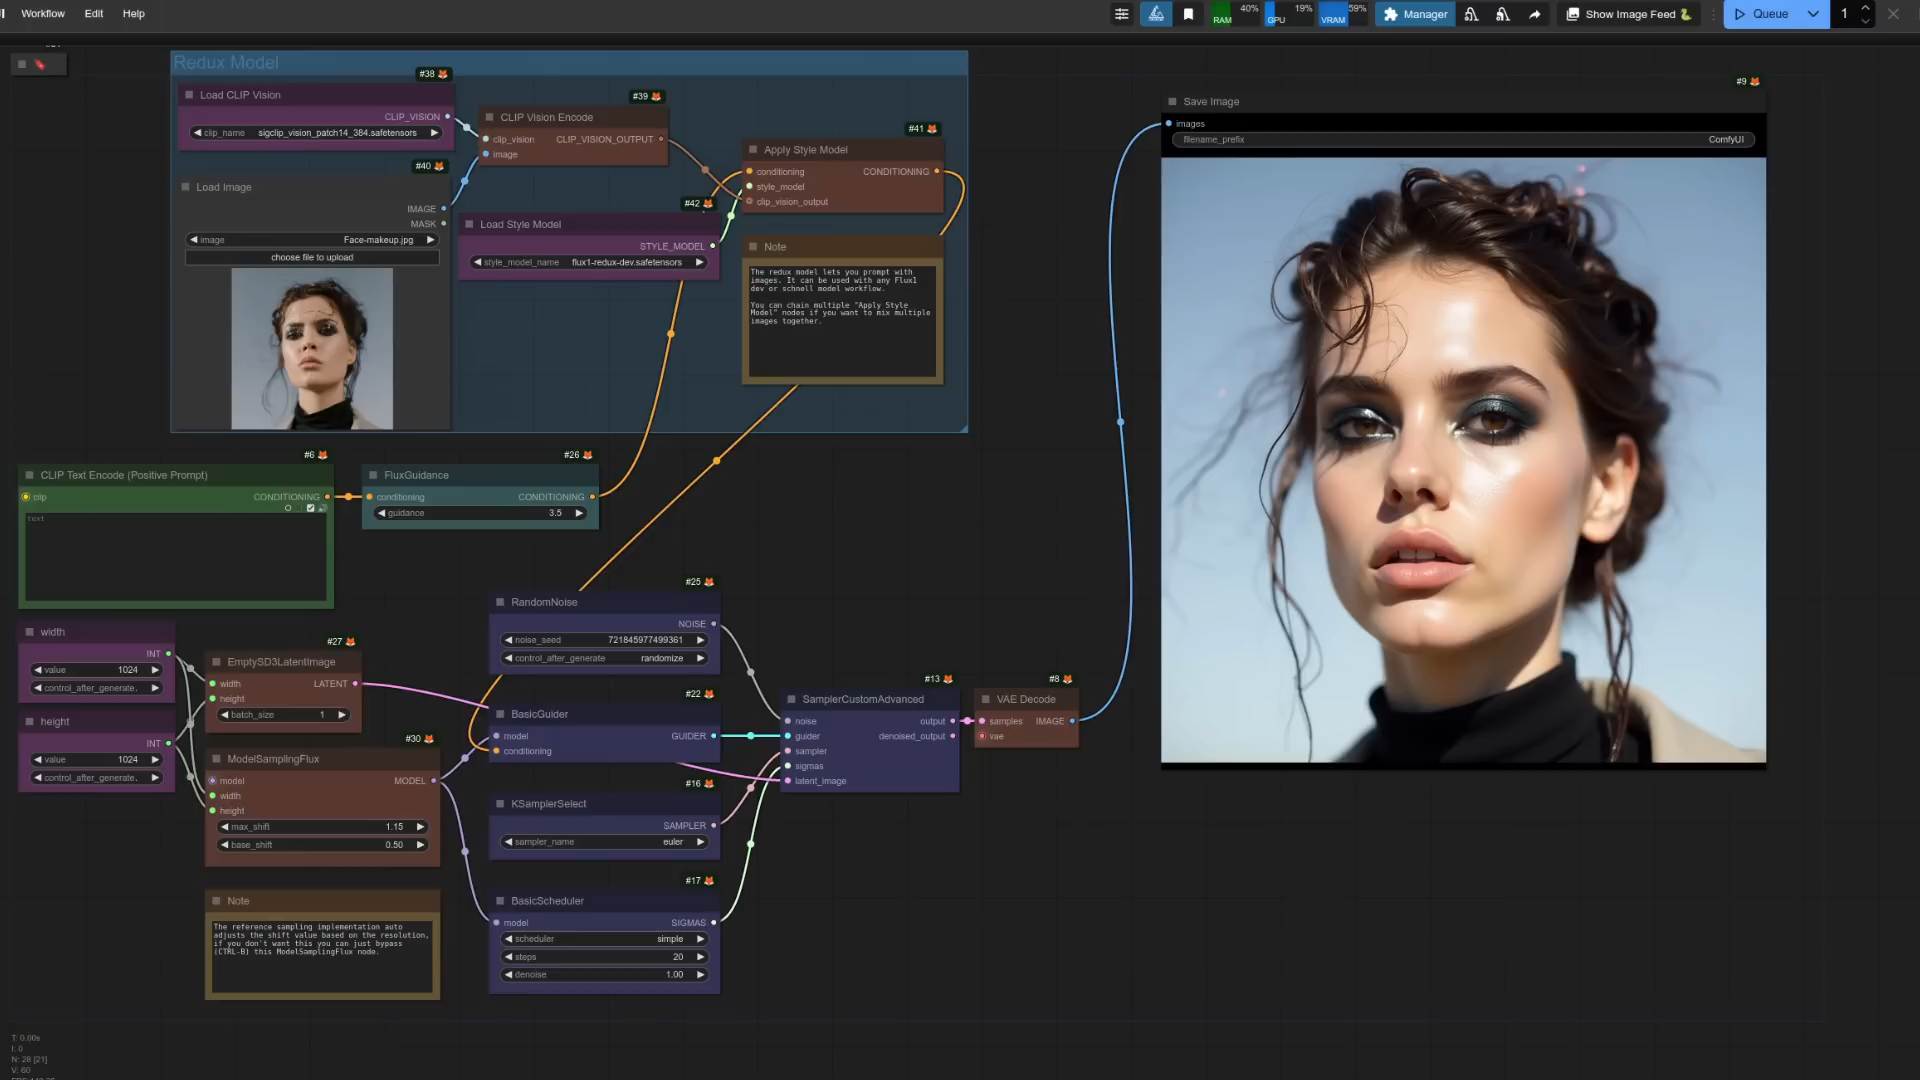 Workflow
Edit
Help
RAM
40%
GPU
19%
VRAM
59%
Manager
Show Image Feed
Queue
1
Redux Model
#38
Load CLIP Vision
CLIP_VISION
clip_name
sigclip_vision_patch14_384.safetensors
#39
CLIP Vision Encode
clip_vision
CLIP_VISION_OUTPUT
image
#40
Load Image
IMAGE
MASK
image
Face-makeup.jpg
choose file to upload
#42
Load Style Model
STYLE_MODEL
style_model_name
flux1-redux-dev.safetensors
#41
Apply Style Model
conditioning
CONDITIONING
style_model
clip_vision_output
Note
The redux model lets you prompt with
images. It can be used with any Flux1
dev or schnell model workflow.
You can chain multiple "Apply Style
Model" nodes if you want to mix multiple
images together.
#9
Save Image
images
filename_prefix
ComfyUI
#6
CLIP Text Encode (Positive Prompt)
clip
CONDITIONING
text
#26
FluxGuidance
conditioning
CONDITIONING
guidance
3.5
width
INT
value
1024
control_after_generate.
height
INT
value
1024
control_after_generate.
#27
EmptySD3LatentImage
width
LATENT
height
batch_size
1
#30
ModelSamplingFlux
model
MODEL
width
height
max_shift
1.15
base_shift
0.50
Note
The reference sampling implementation auto
adjusts the shift value based on the resolution,
if you don't want this you can just bypass
(CTRL-B) this ModelSamplingFlux node.
#25
RandomNoise
NOISE
noise_seed
721845977499361
control_after_generate
randomize
#22
BasicGuider
model
GUIDER
conditioning
#16
KSamplerSelect
SAMPLER
sampler_name
euler
#17
BasicScheduler
model
SIGMAS
scheduler
simple
steps
20
denoise
1.00
#13
SamplerCustomAdvanced
noise
output
guider
denoised_output
sampler
sigmas
latent_image
#8
VAE Decode
samples
IMAGE
vae
T: 0.00s
I: 0
N: 28 [21]
V: 60